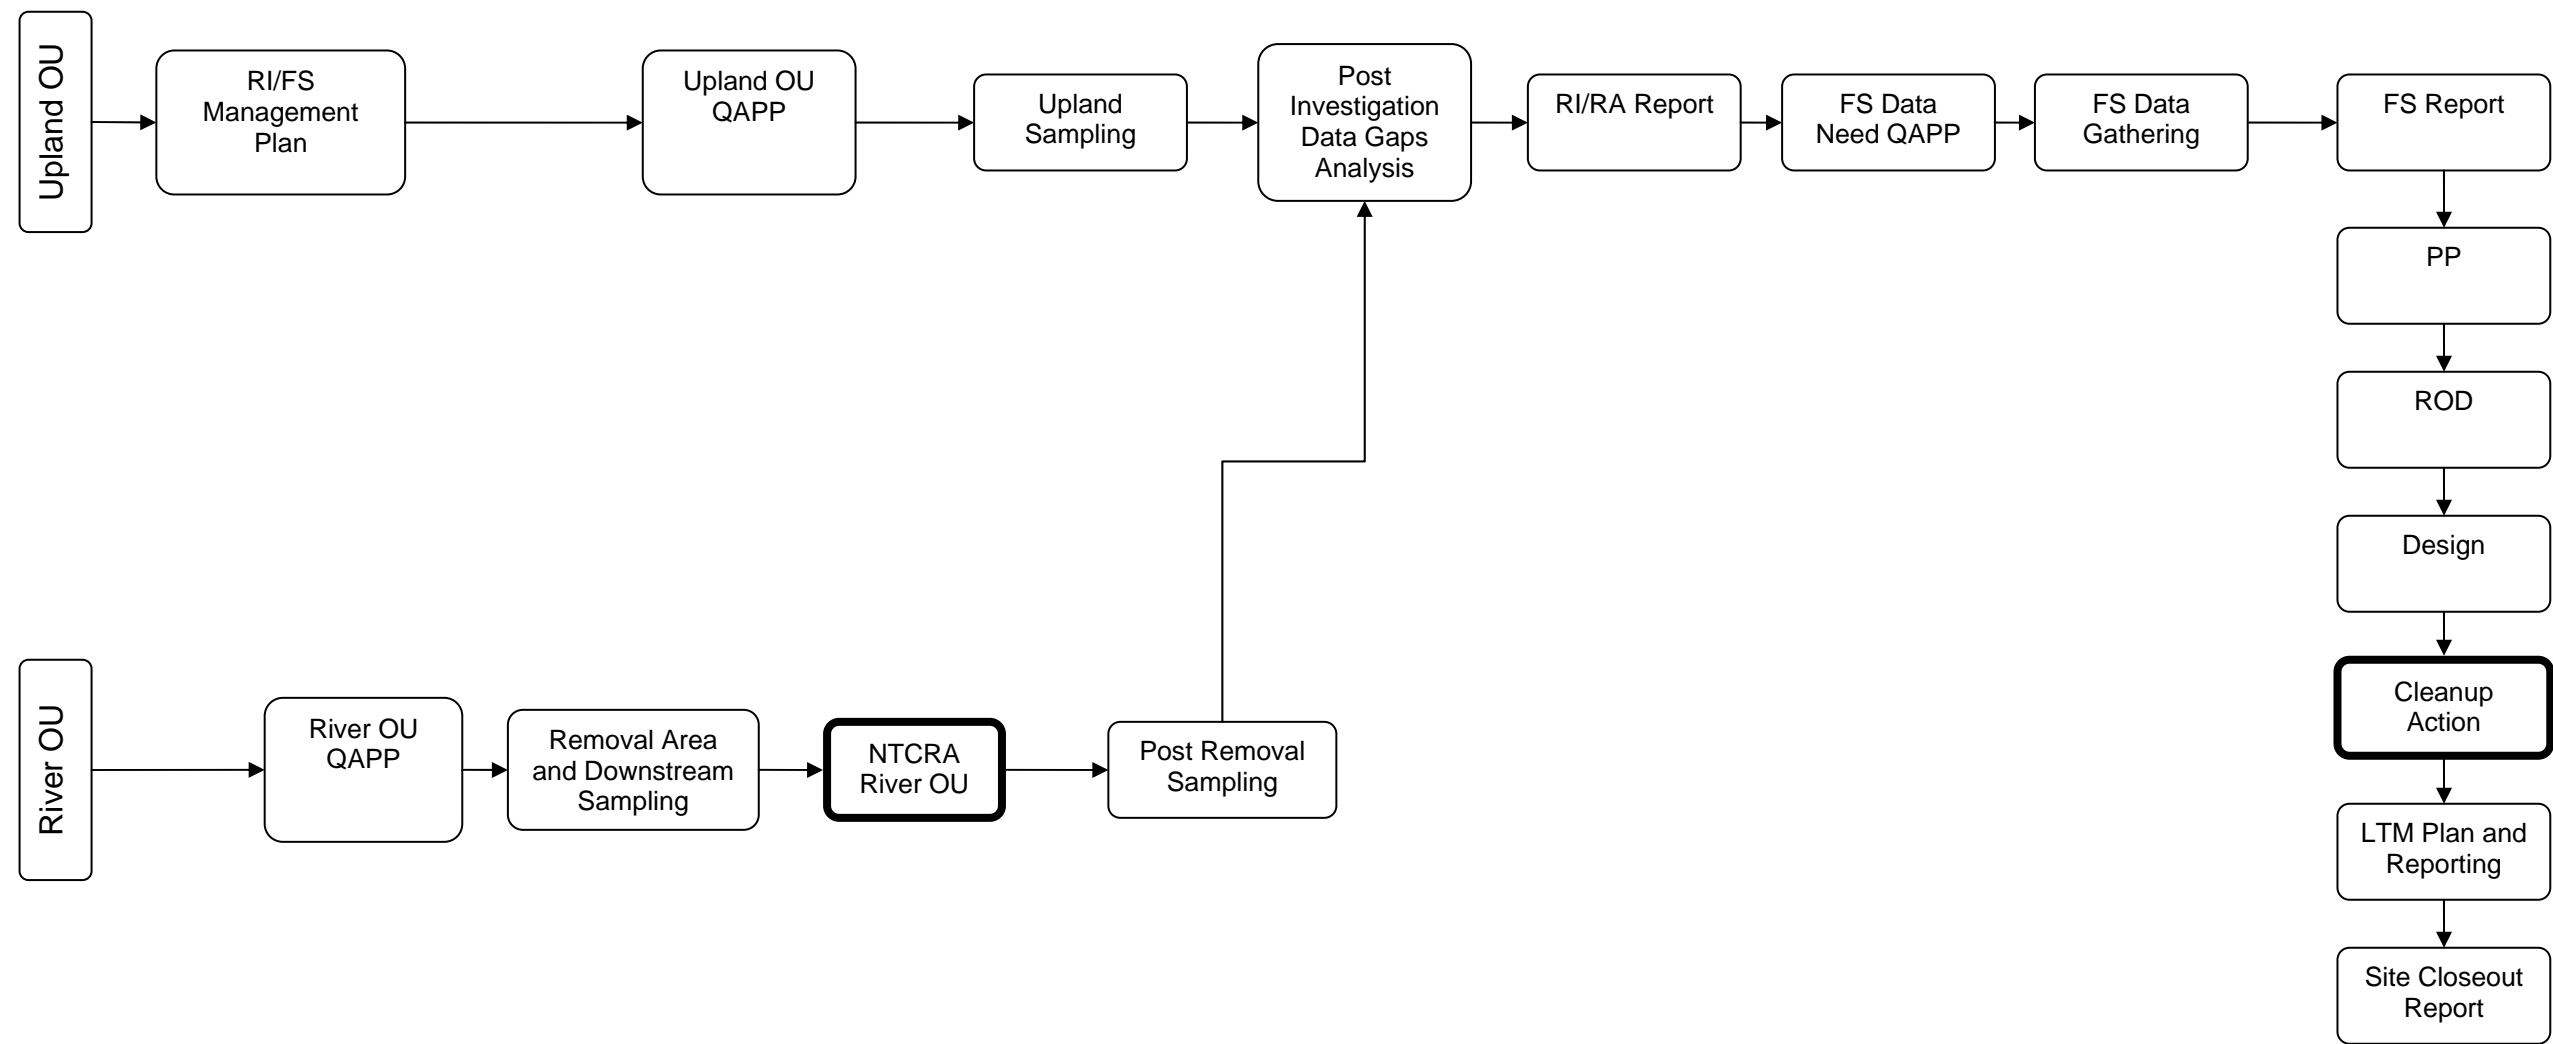 Upland OU
RI/FS
Management
Plan
Upland OU
QAPP
Upland
Sampling
Post
Investigation
Data Gaps
Analysis
RI/RA Report
FS Data
Need QAPP
FS Data
Gathering
FS Report
PP
ROD
Design
Cleanup
Action
LTM Plan and
Reporting
Site Closeout
Report
River OU
River OU
QAPP
Removal Area
and Downstream
Sampling
NTCRA
River OU
Post Removal
Sampling